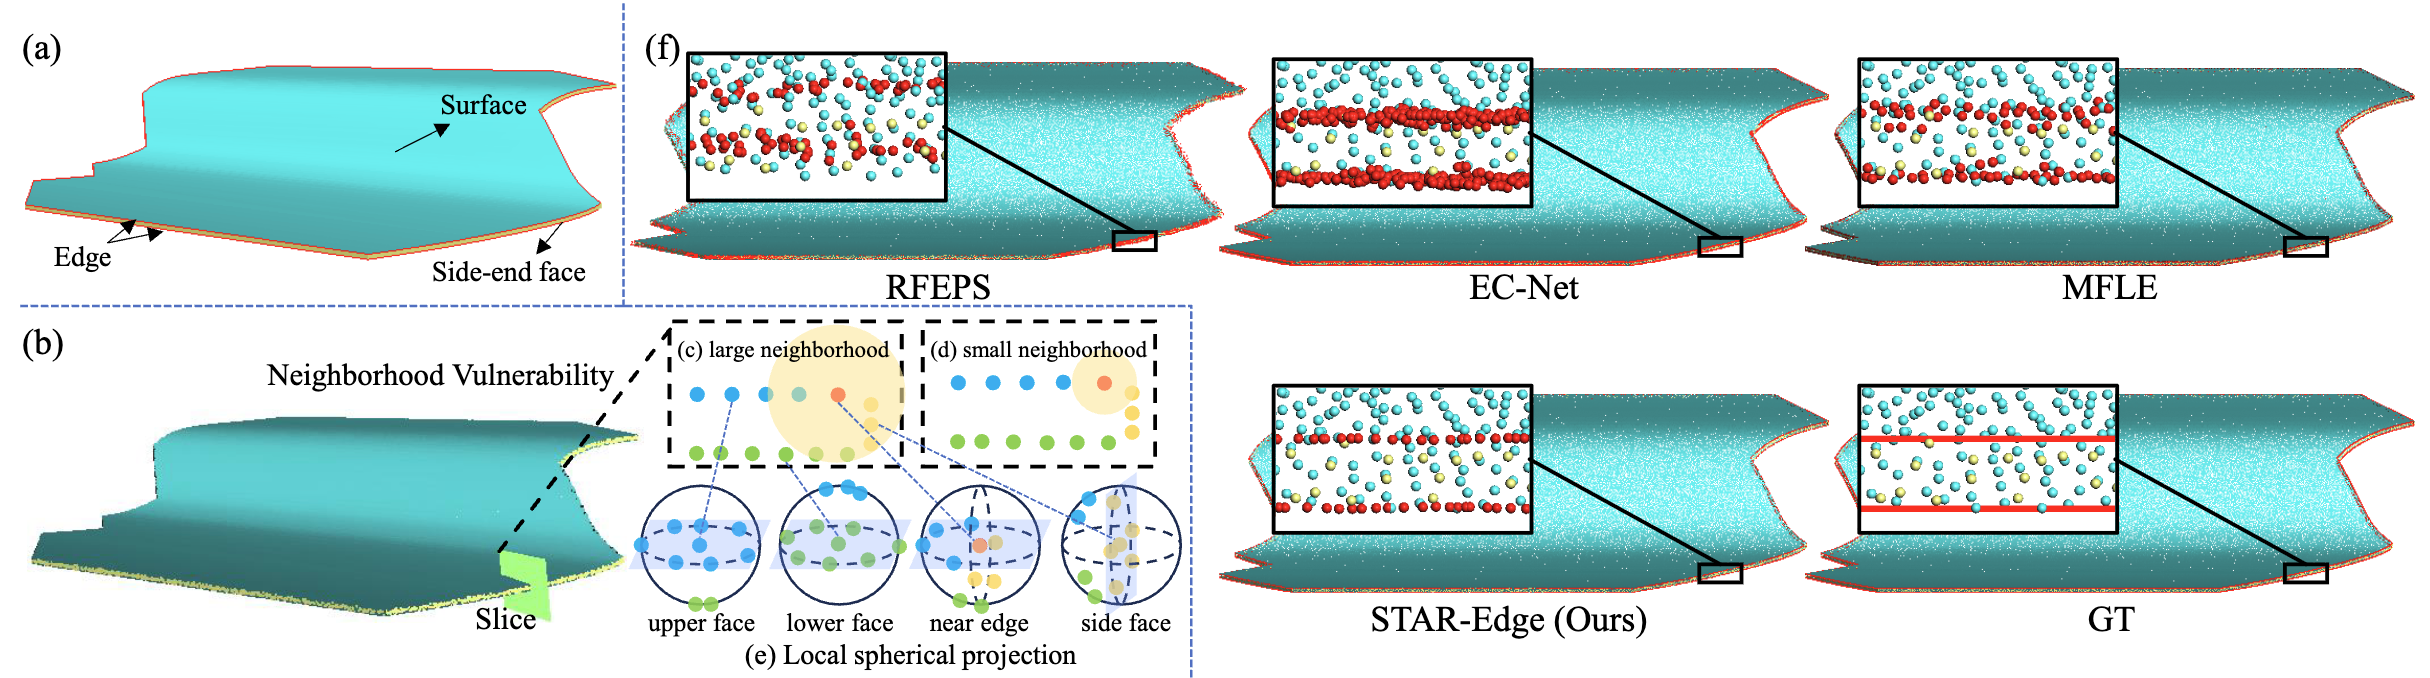 (a)
Surface
Edge
Side-end face
(b)
Neighborhood Vulnerability
Slice
(c) large neighborhood
(d) small neighborhood
upper face
lower face
near edge
side face
(e) Local spherical projection
(f)
RFEPS
EC-Net
MFLE
STAR-Edge (Ours)
GT